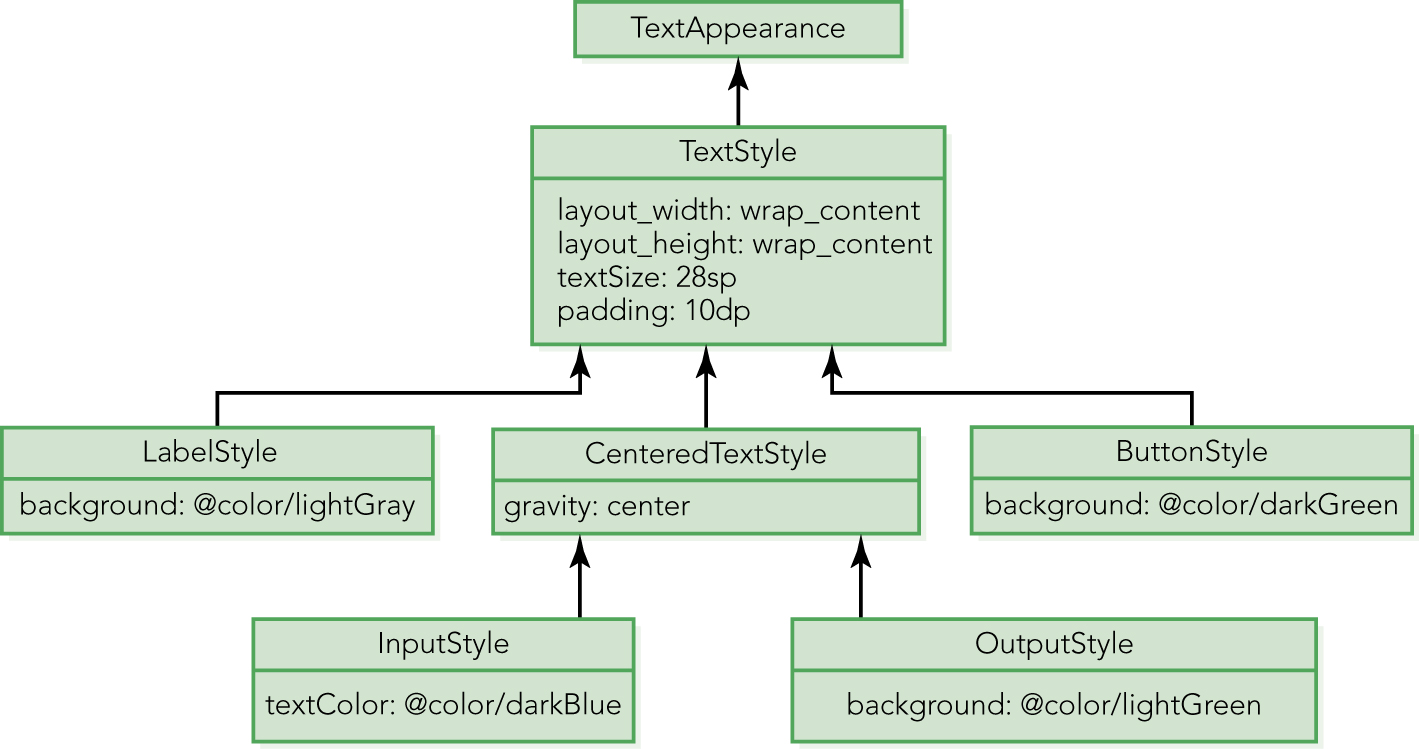 TextAppearance
TextStyle
layout_width: wrap_content
layout_height: wrap_content
textSize: 28sp
padding: 10dp
LabelStyle
background: @color/lightGray
CenteredTextStyle
gravity: center
ButtonStyle
background: @color/darkGreen
InputStyle
textColor: @color/darkBlue
OutputStyle
background: @color/lightGreen